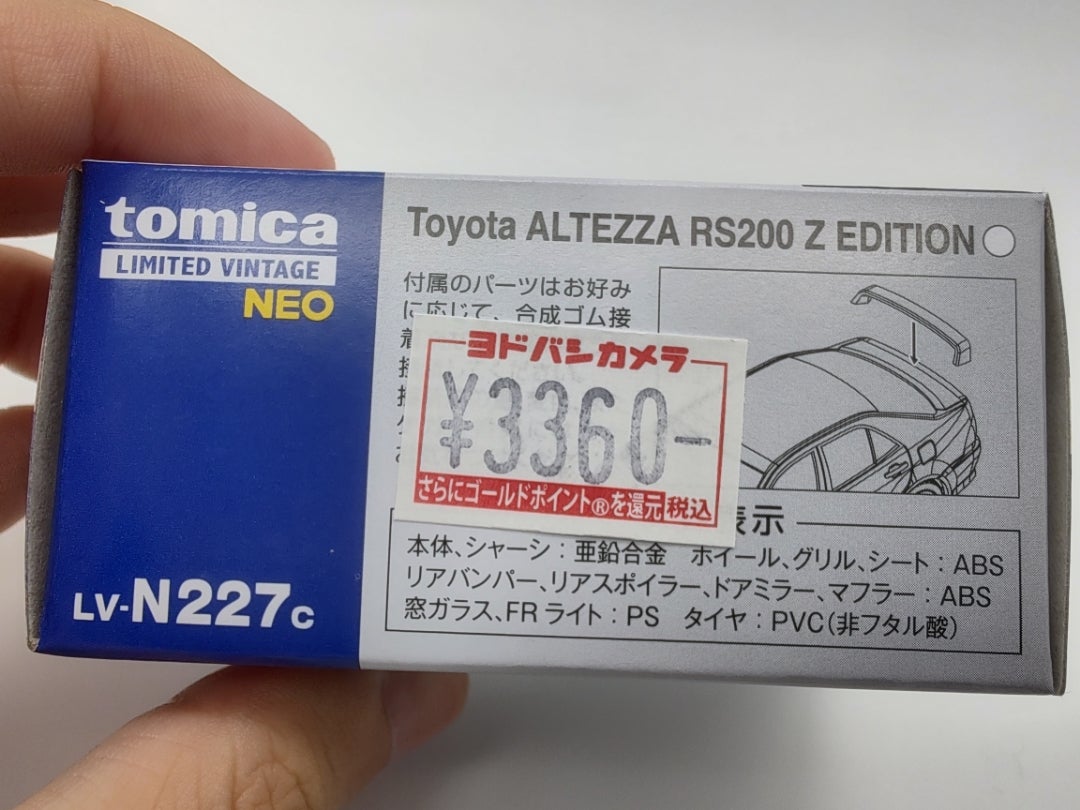 tomica
LIMITED VINTAGE
NEO
LV-N227c
Toyota ALTEZZA RS200 Z EDITION
付属のパーツはお好み
に応じて、合成ゴム接
着
ヨドバシカメラ
¥3360-
さらにゴールドポイント®を還元 税込
表示
本体、シャーシ：亜鉛合金 ホイール、グリル、シート：ABS
リアバンパー、リアスポイラー、ドアミラー、マフラー：ABS
窓ガラス、FRライト：PS タイヤ：PVC(非フタル酸)